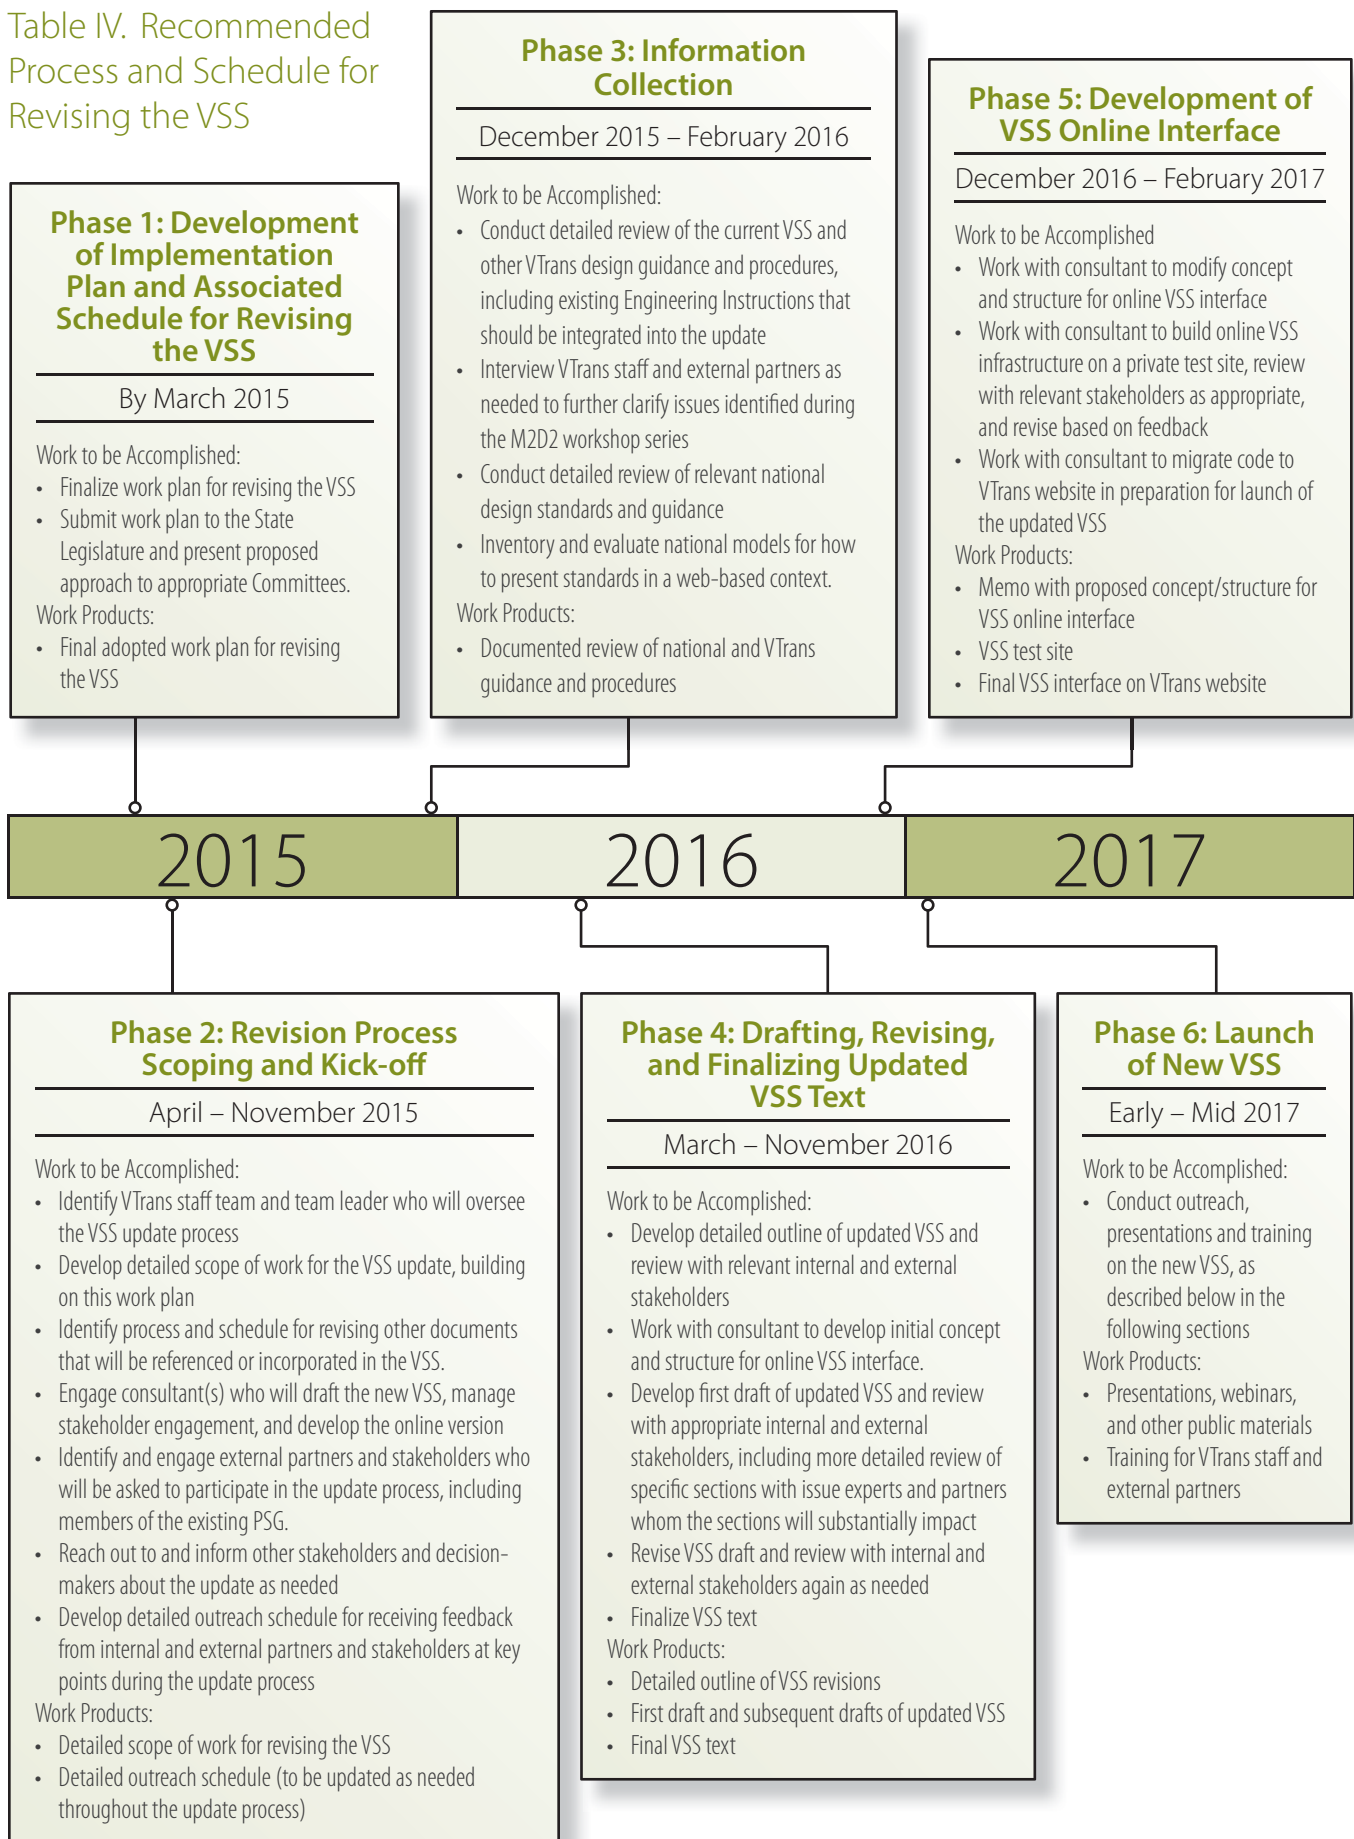 Table IV. Recommended
Process and Schedule for
Revising the VSS
Phase 1: Development
of Implementation
Plan and Associated
Schedule for Revising
the VSS
By March 2015
Work to be Accomplished:
• Finalize work plan for revising the VSS
• Submit work plan to the State
Legislature and present proposed
approach to appropriate Committees.
Work Products:
• Final adopted work plan for revising
the VSS
Phase 3: Information
Collection
December 2015 – February 2016
Work to be Accomplished:
• Conduct detailed review of the current VSS and
other VTrans design guidance and procedures,
including existing Engineering Instructions that
should be integrated into the update
• Interview VTrans staff and external partners as
needed to further clarify issues identified during
the M2D2 workshop series
• Conduct detailed review of relevant national
design standards and guidance
• Inventory and evaluate national models for how
to present standards in a web-based context.
Work Products:
• Documented review of national and VTrans
guidance and procedures
Phase 5: Development of
VSS Online Interface
December 2016 – February 2017
Work to be Accomplished
• Work with consultant to modify concept
and structure for online VSS interface
• Work with consultant to build online VSS
infrastructure on a private test site, review
with relevant stakeholders as appropriate,
and revise based on feedback
• Work with consultant to migrate code to
VTrans website in preparation for launch of
the updated VSS
Work Products:
• Memo with proposed concept/structure for
VSS online interface
• VSS test site
• Final VSS interface on VTrans website
2015
2016
2017
Phase 2: Revision Process
Scoping and Kick-off
April – November 2015
Work to be Accomplished:
• Identify VTrans staff team and team leader who will oversee
the VSS update process
• Develop detailed scope of work for the VSS update, building
on this work plan
• Identify process and schedule for revising other documents
that will be referenced or incorporated in the VSS.
• Engage consultant(s) who will draft the new VSS, manage
stakeholder engagement, and develop the online version
• Identify and engage external partners and stakeholders who
will be asked to participate in the update process, including
members of the existing PSG.
• Reach out to and inform other stakeholders and decision-
makers about the update as needed
• Develop detailed outreach schedule for receiving feedback
from internal and external partners and stakeholders at key
points during the update process
Work Products:
• Detailed scope of work for revising the VSS
• Detailed outreach schedule (to be updated as needed
throughout the update process)
Phase 4: Drafting, Revising,
and Finalizing Updated
VSS Text
March – November 2016
Work to be Accomplished:
• Develop detailed outline of updated VSS and
review with relevant internal and external
stakeholders
• Work with consultant to develop initial concept
and structure for online VSS interface.
• Develop first draft of updated VSS and review
with appropriate internal and external
stakeholders, including more detailed review of
specific sections with issue experts and partners
whom the sections will substantially impact
• Revise VSS draft and review with internal and
external stakeholders again as needed
• Finalize VSS text
Work Products:
• Detailed outline of VSS revisions
• First draft and subsequent drafts of updated VSS
• Final VSS text
Phase 6: Launch
of New VSS
Early – Mid 2017
Work to be Accomplished:
• Conduct outreach,
presentations and training
on the new VSS, as
described below in the
following sections
Work Products:
• Presentations, webinars,
and other public materials
• Training for VTrans staff and
external partners